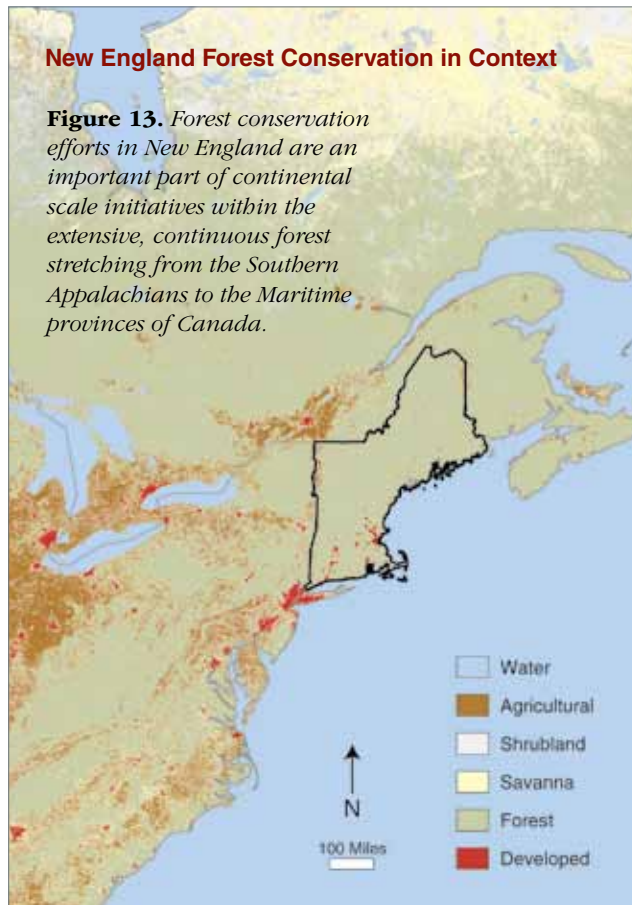 New England Forest Conservation in Context
Figure 13. Forest conservation
efforts in New England are an
important part of continental
scale initiatives within the
extensive, continuous forest
stretching from the Southern
Appalachians to the Maritime
provinces of Canada.
Water
Agricultural
Shrubland
Savanna
Forest
Developed
N
100 Miles